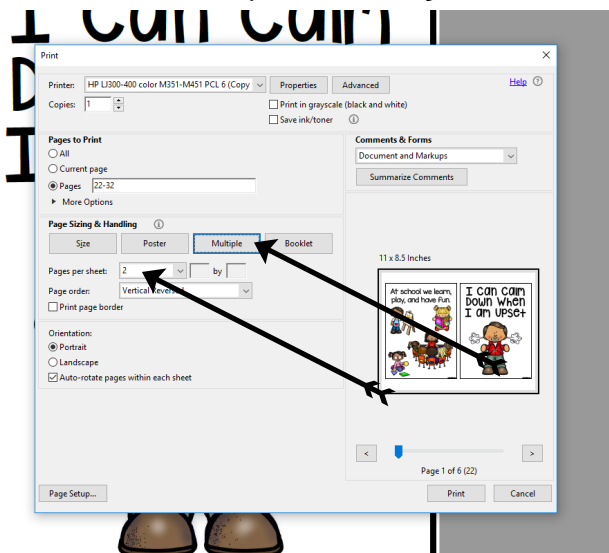 I Can Calm
D
I
Print
Printer: HP LJ300-400 color M351-M451 PCL 6 (Copy Properties Advanced Help
Copies: 1 Print in grayscale (black and white)
Save ink/toner
Pages to Print
All
Current page
Pages 22-32
More Options
Comments & Forms
Document and Markups
Summarize Comments
Page Sizing & Handling
Size Poster Multiple Booklet
Pages per sheet: 2 by
Page order: Vertical Reversed
Print page border
Orientation:
Portrait
Landscape
Auto-rotate pages within each sheet
11 x 8.5 Inches
At school we learn,
play, and have fun.
I Can Calm
Down When
I am Upset
< >
Page 1 of 6 (22)
Page Setup... Print Cancel